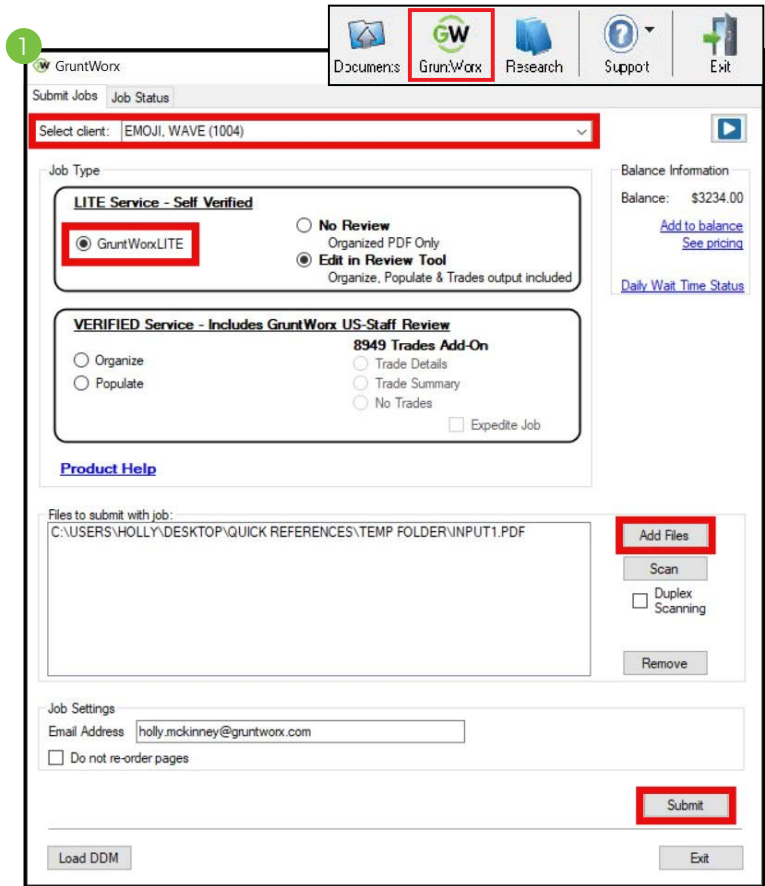 1
GW
Documents
GruntWorx
Research
Support
Exit
GW GruntWorx
Submit Jobs
Job Status
Select client: EMOJI, WAVE (1004)
Job Type
LITE Service - Self Verified
GruntWorxLITE
No Review
Organized PDF Only
Edit in Review Tool
Organize, Populate & Trades output included
VERIFIED Service - Includes GruntWorx US-Staff Review
Organize
Populate
8949 Trades Add-On
Trade Details
Trade Summary
No Trades
Expedite Job
Product Help
Balance Information
Balance: $3234.00
Add to balance
See pricing
Daily Wait Time Status
Files to submit with job:
C:\USERS\HOLLY\DESKTOP\QUICK REFERENCES\TEMP FOLDER\INPUT1.PDF
Add Files
Scan
Duplex
Scanning
Remove
Job Settings
Email Address holly.mckinney@gruntworx.com
Do not re-order pages
Submit
Load DDM
Exit